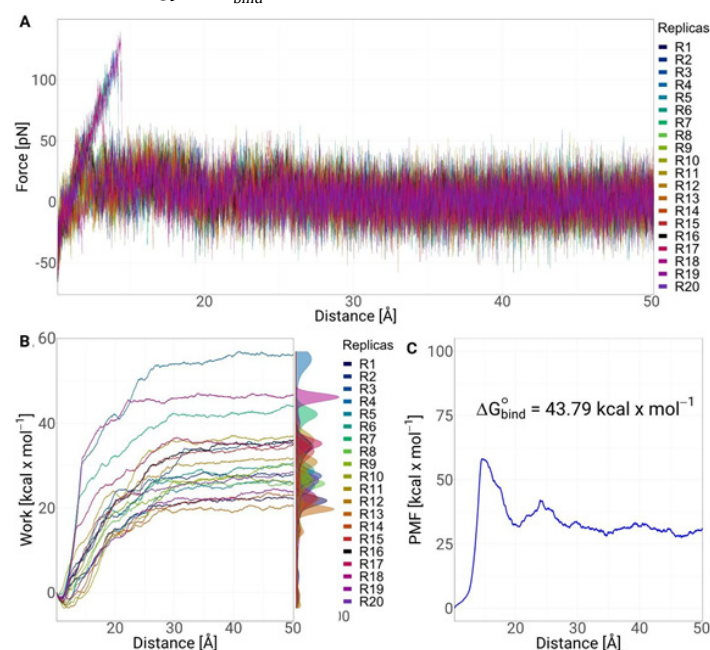 bind
A
Force [pN]
100
50
0
-50
20
30
40
50
Distance [Å]
Replicas
R1
R2
R3
R4
R5
R6
R7
R8
R9
R10
R11
R12
R13
R14
R15
R16
R17
R18
R19
R20
B
Work [kcal x mol⁻¹]
60
40
20
0
20
30
40
50
Distance [Å]
Replicas
R1
R2
R3
R4
R5
R6
R7
R8
R9
R10
R11
R12
R13
R14
R15
R16
R17
R18
R19
R20
C
PMF [kcal x mol⁻¹]
100
75
50
25
0
ΔG°bind = 43.79 kcal x mol⁻¹
20
30
40
50
Distance [Å]